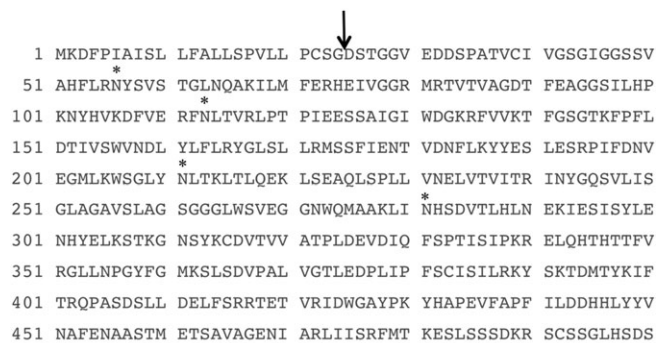 1 MKDFPIAISL LFALLSPVLL PCSGDSTGGV EDDSPATVCI VGSGIGGSSV
*
51 AHFLRNYSVS TGLNQAKILM FERHEIVGGR MRTVTVAGDT FEAGGSILHP
*
101 KNYHVKDFVE RFNLTVRLPT PIEESSAIGI WDGKRFVVKT FGSGTKFPFL
151 DTIVSWVNDL YLFLRYGLSL LRMSSFIENT VDNFLKYYES LESRPIFDNV
*
201 EGMLKWSGLY NLTKLTLQEK LSEAQLSPLL VNELVTVITR INYGQSVLIS
*
251 GLAGAVSLAG SGGGLWSVEG GNWQMAAKLI NHSDVTLHLN EKIESISYLE
301 NHYELKSTKG NSYKCDVTVV ATPLDEVDIQ FSPTISIPKR ELQHTHTTFV
351 RGLLNPGYFG MKSLSDVPAL VGTLEDPLIP FSCISILRKY SKTDMTYKIF
401 TRQPASDSLL DELFSRRTET VRIDWGAYPK YHAPEVFAPF ILDDHHLYYV
451 NAFENAASTM ETSAVAGENI ARLIISRFMT KESLSSSDKR SCSSGLHSDS